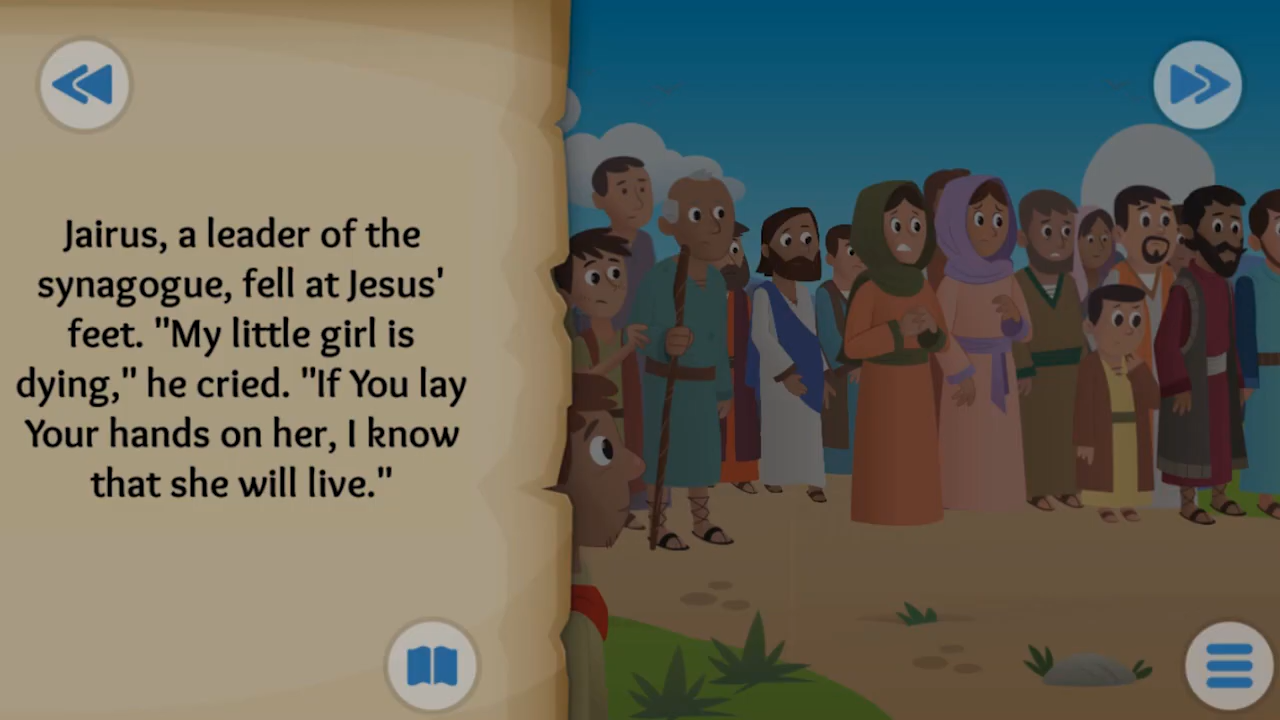 Jairus, a leader of the
synagogue, fell at Jesus'
feet. "My little girl is
dying," he cried. "If You lay
Your hands on her, I know
that she will live."